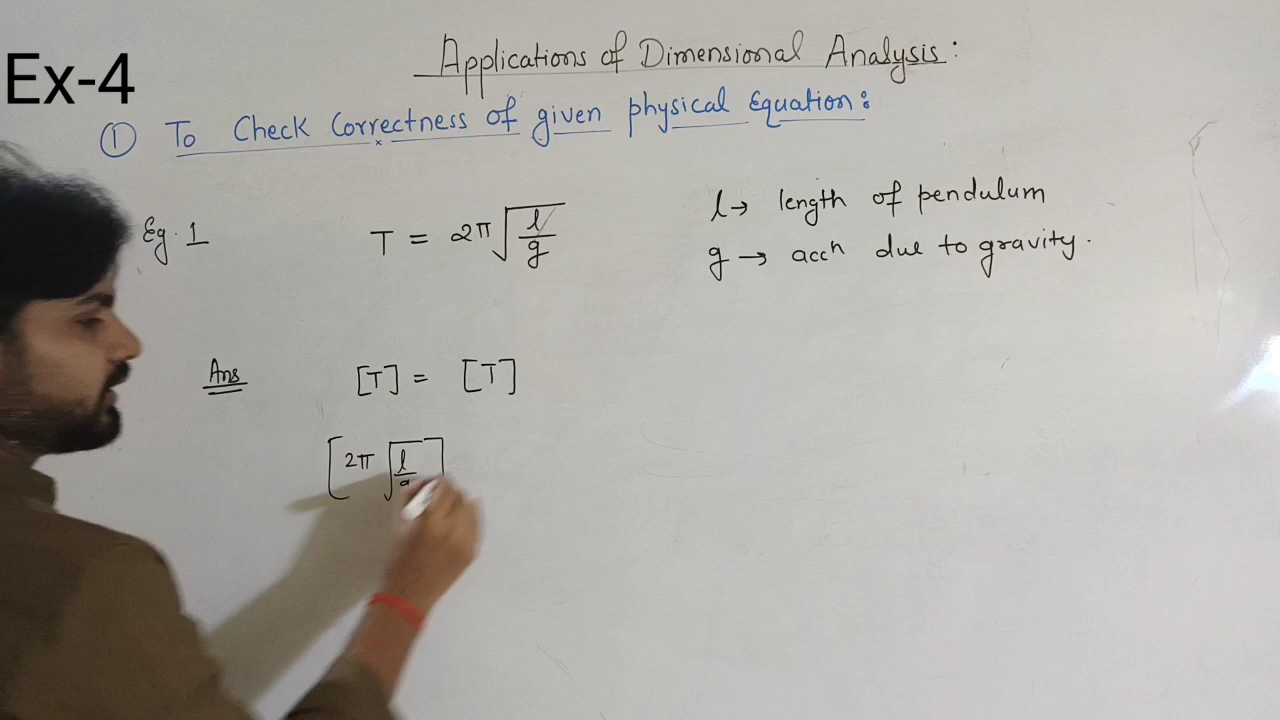 Ex-4
Applications of Dimensional Analysis:
① To Check Correctness of given physical Equation:
Eg. 1 T = 2π√(l/g) l → length of pendulum
g → accⁿ due to gravity.
Ans [T] = [T]
[2π √(l/g)]